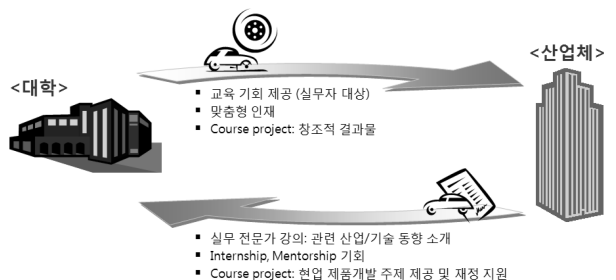 <산업체>
<대학>
▪ 교육 기회 제공 (실무자 대상)
▪ 맞춤형 인재
▪ Course project: 창조적 결과물
▪ 실무 전문가 강의: 관련 산업/기술 동향 소개
▪ Internship, Mentorship 기회
▪ Course project: 현업 제품개발 주제 제공 및 재정 지원